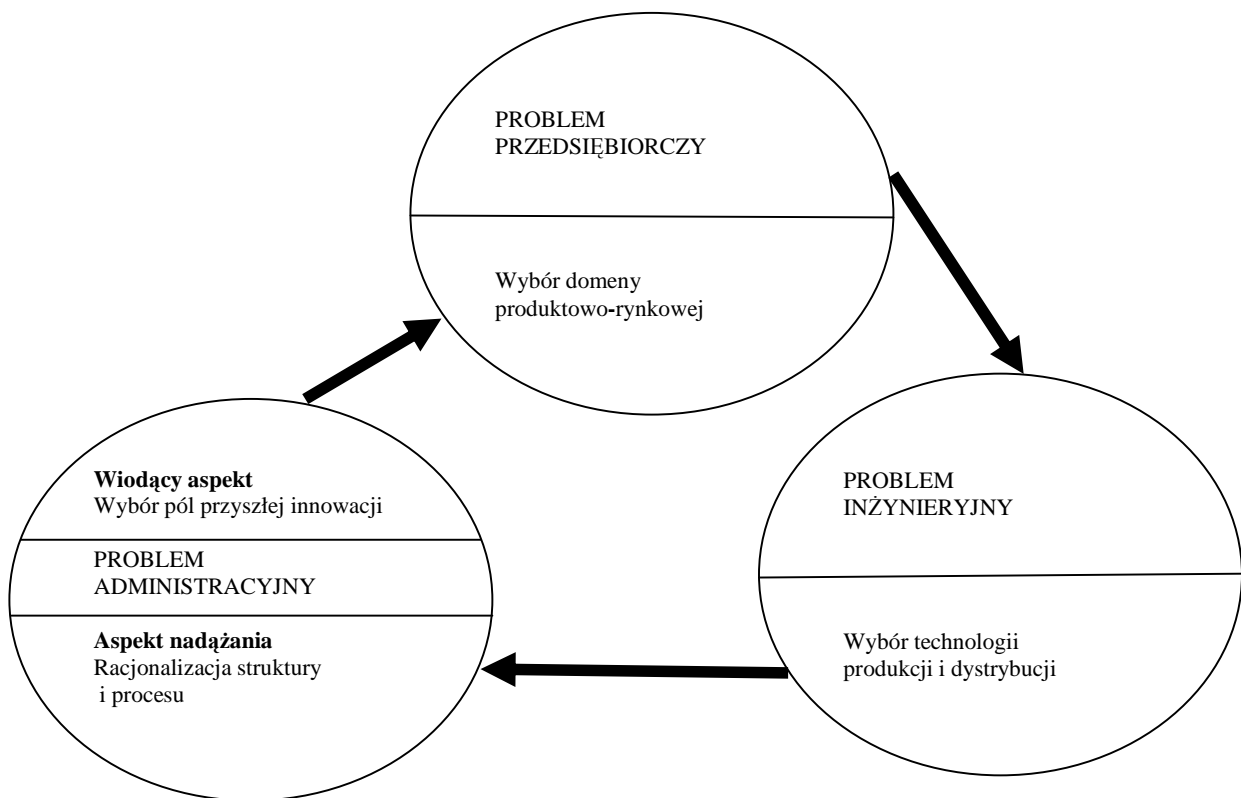 PROBLEM
PRZEDSIĘBIORCZY
Wybór domeny
produktowo-rynkowej
Wiodący aspekt
Wybór pól przyszłej innowacji
PROBLEM
ADMINISTRACYJNY
Aspekt nadążania
Racjonalizacja struktury
i procesu
PROBLEM
INŻYNIERYJNY
Wybór technologii
produkcji i dystrybucji